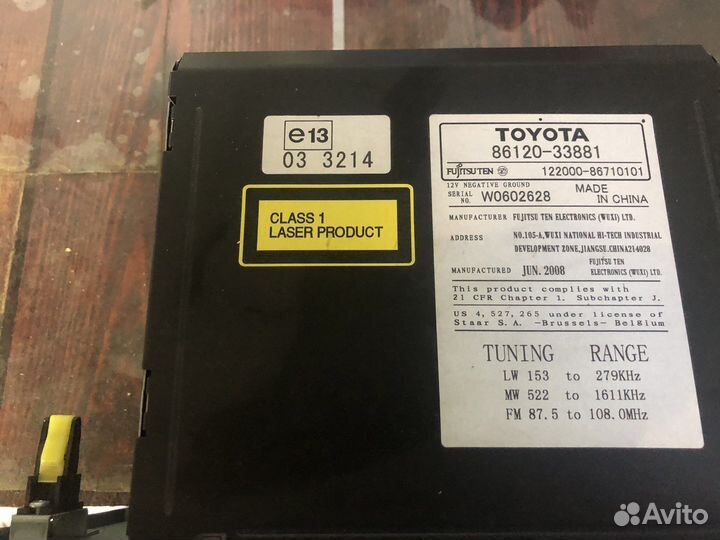 e13
03 3214
CLASS 1
LASER PRODUCT
TOYOTA
86120-33881
FUJITSU TEN 122000-86710101
12V NEGATIVE GROUND
SERIAL NO. W0602628 MADE IN CHINA
MANUFACTURER FUJITSU TEN ELECTRONICS (WUXI) LTD.
ADDRESS NO.105-A,WUXI NATIONAL HI-TECH INDUSTRIAL
DEVELOPMENT ZONE,JIANGSU.CHINA214028
MANUFACTURED JUN. 2008 FUJITSU TEN
ELECTRONICS (WUXI) LTD.
This product complies with
21 CFR Chapter 1. Subchapter J.
US 4,527,265 under license of
Staar S.A. -Brussels- Belgium
TUNING RANGE
LW 153 to 279KHz
MW 522 to 1611KHz
FM 87.5 to 108.0MHz
Avito